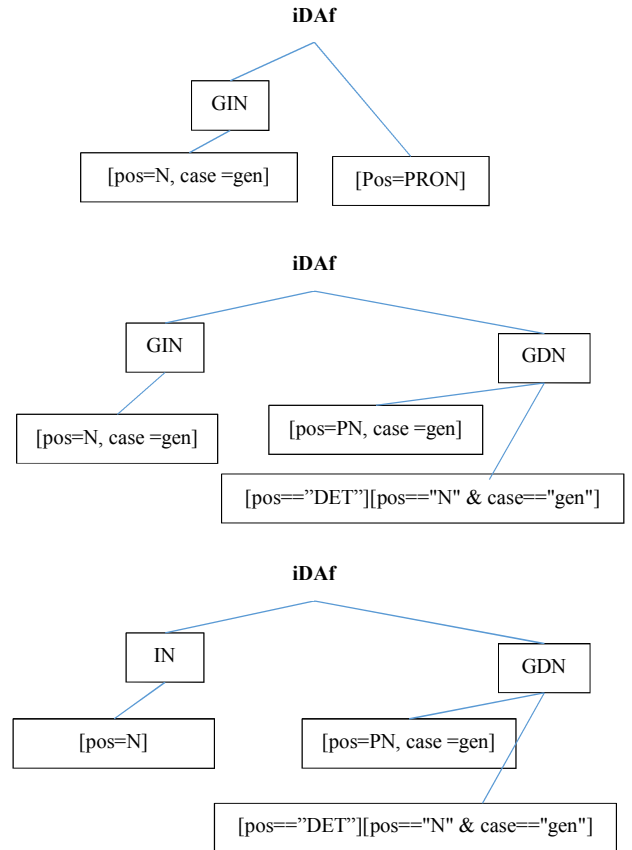 iDAf
GIN
[pos=N, case =gen] [Pos=PRON]
iDAf
GIN
GDN
[pos=N, case =gen] [pos=PN, case =gen]
[pos==”DET”][pos=="N" & case=="gen"]
iDAf
IN
GDN
[pos=N] [pos=PN, case =gen]
[pos==”DET”][pos=="N" & case=="gen"]